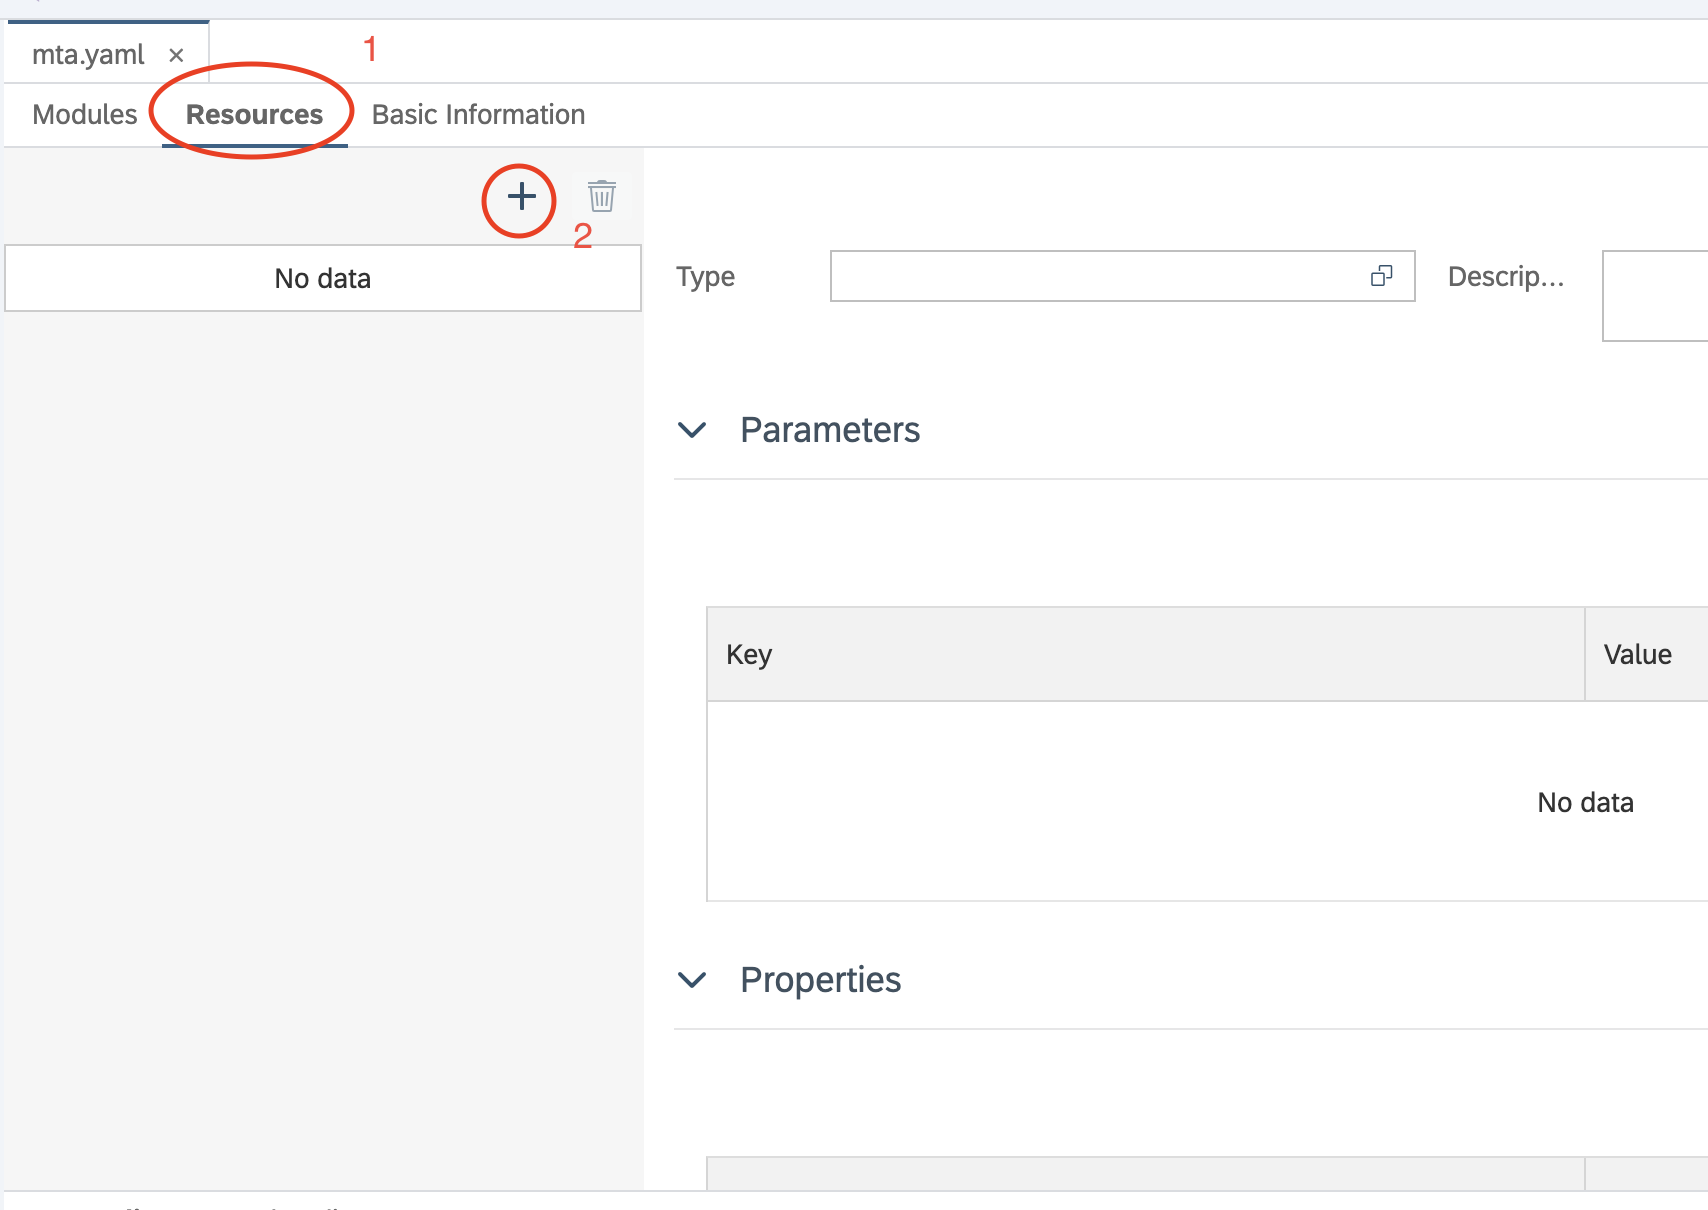 mta.yaml ×
1
Modules Resources Basic Information
2
No data
Type
Descrip...
Parameters
Key Value
No data
Properties